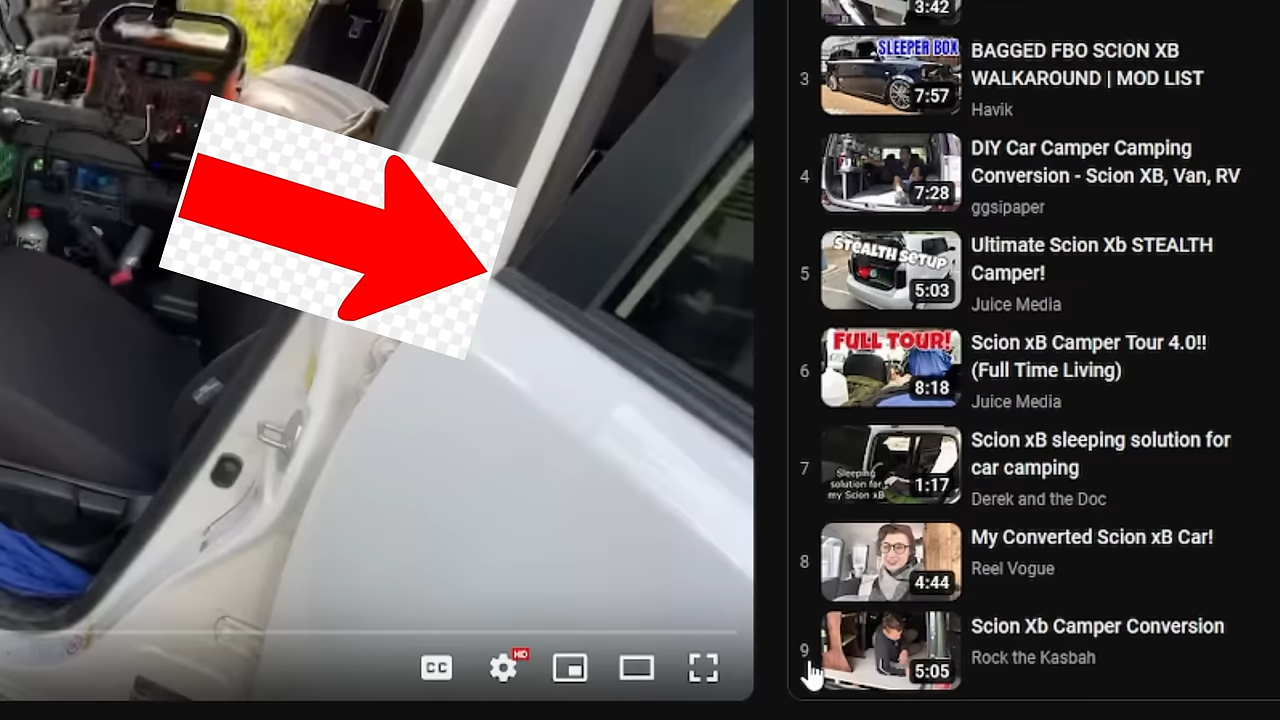 3:42
3
SLEEPER BOX
7:57
BAGGED FBO SCION XB
WALKAROUND | MOD LIST
Havik
4
7:28
DIY Car Camper Camping
Conversion - Scion XB, Van, RV
ggsipaper
5
STEALTH SETUP
5:03
Ultimate Scion Xb STEALTH
Camper!
Juice Media
6
FULL TOUR!
8:18
Scion xB Camper Tour 4.0!!
(Full Time Living)
Juice Media
7
Sleeping
solution for
my Scion xB
1:17
Scion xB sleeping solution for
car camping
Derek and the Doc
8
4:44
My Converted Scion xB Car!
Reel Vogue
9
5:05
Scion Xb Camper Conversion
Rock the Kasbah
CC
HD